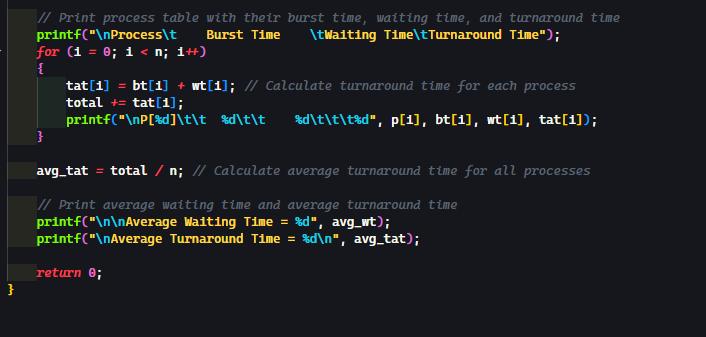 // Print process table with their burst time, waiting time, and turnaround time
printf("\nProcess\t    Burst Time    \tWaiting Time\tTurnaround Time");
for (i = 0; i < n; i++)
{
    tat[i] = bt[i] + wt[i]; // Calculate turnaround time for each process
    total += tat[i];
    printf("\nP[%d]\t\t  %d\t\t    %d\t\t\t%d", p[i], bt[i], wt[i], tat[i]);
}
avg_tat = total / n; // Calculate average turnaround time for all processes
// Print average waiting time and average turnaround time
printf("\n\nAverage Waiting Time = %d", avg_wt);
printf("\nAverage Turnaround Time = %d\n", avg_tat);
return 0;
}